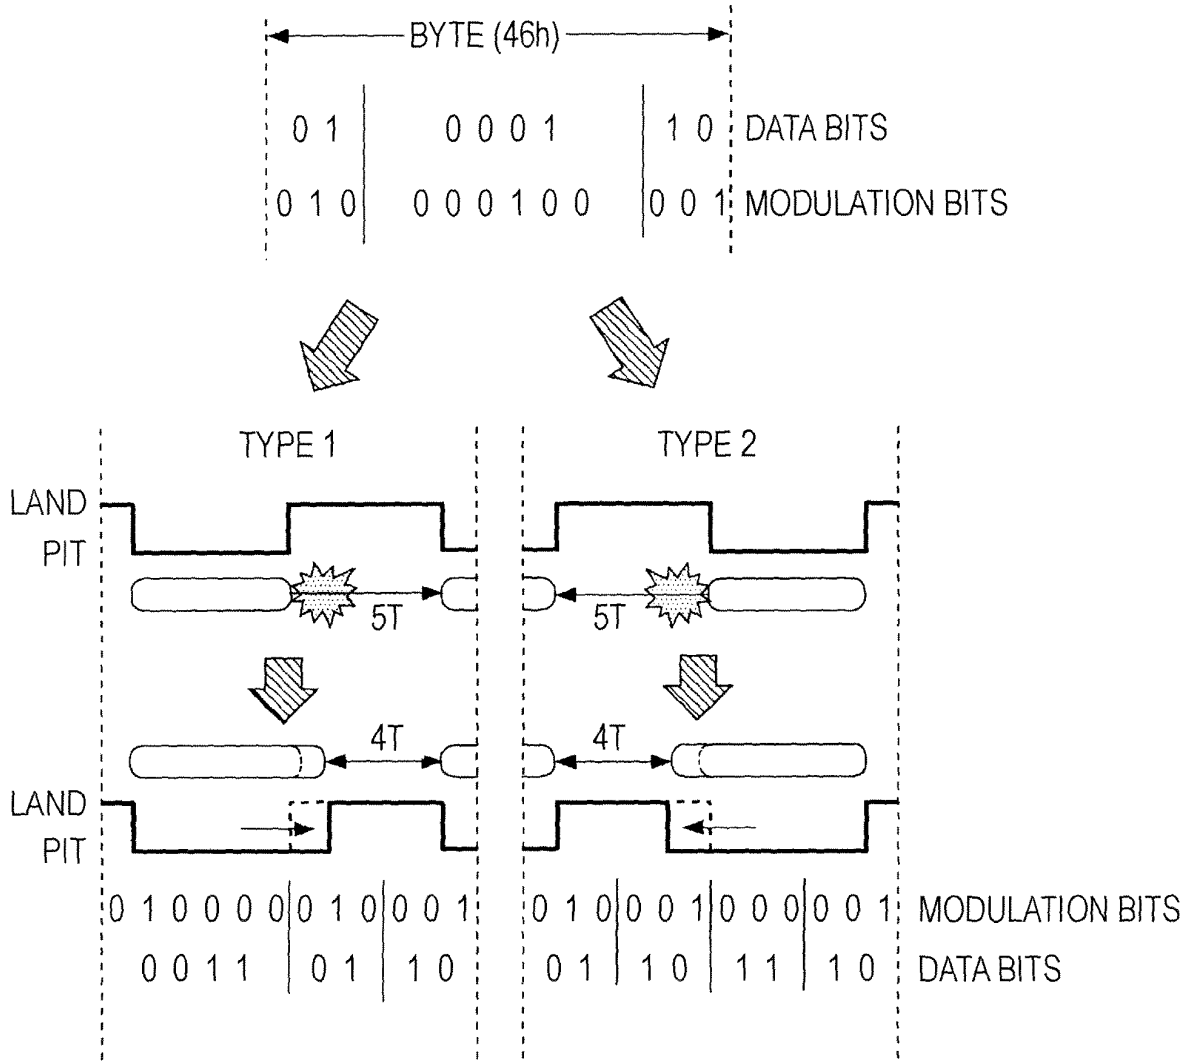 BYTE (46h)
0 1 0 0 0 1 1 0 DATA BITS
0 1 0 0 0 0 1 0 0 0 0 1 MODULATION BITS
TYPE 1 TYPE 2
LAND
PIT
5T 5T
4T 4T
LAND
PIT
0 1 0 0 0 0 0 1 0 0 0 1 0 1 0 0 0 1 0 0 0 0 0 1 MODULATION BITS
0 0 1 1 0 1 1 0 0 1 1 0 1 1 1 0 DATA BITS